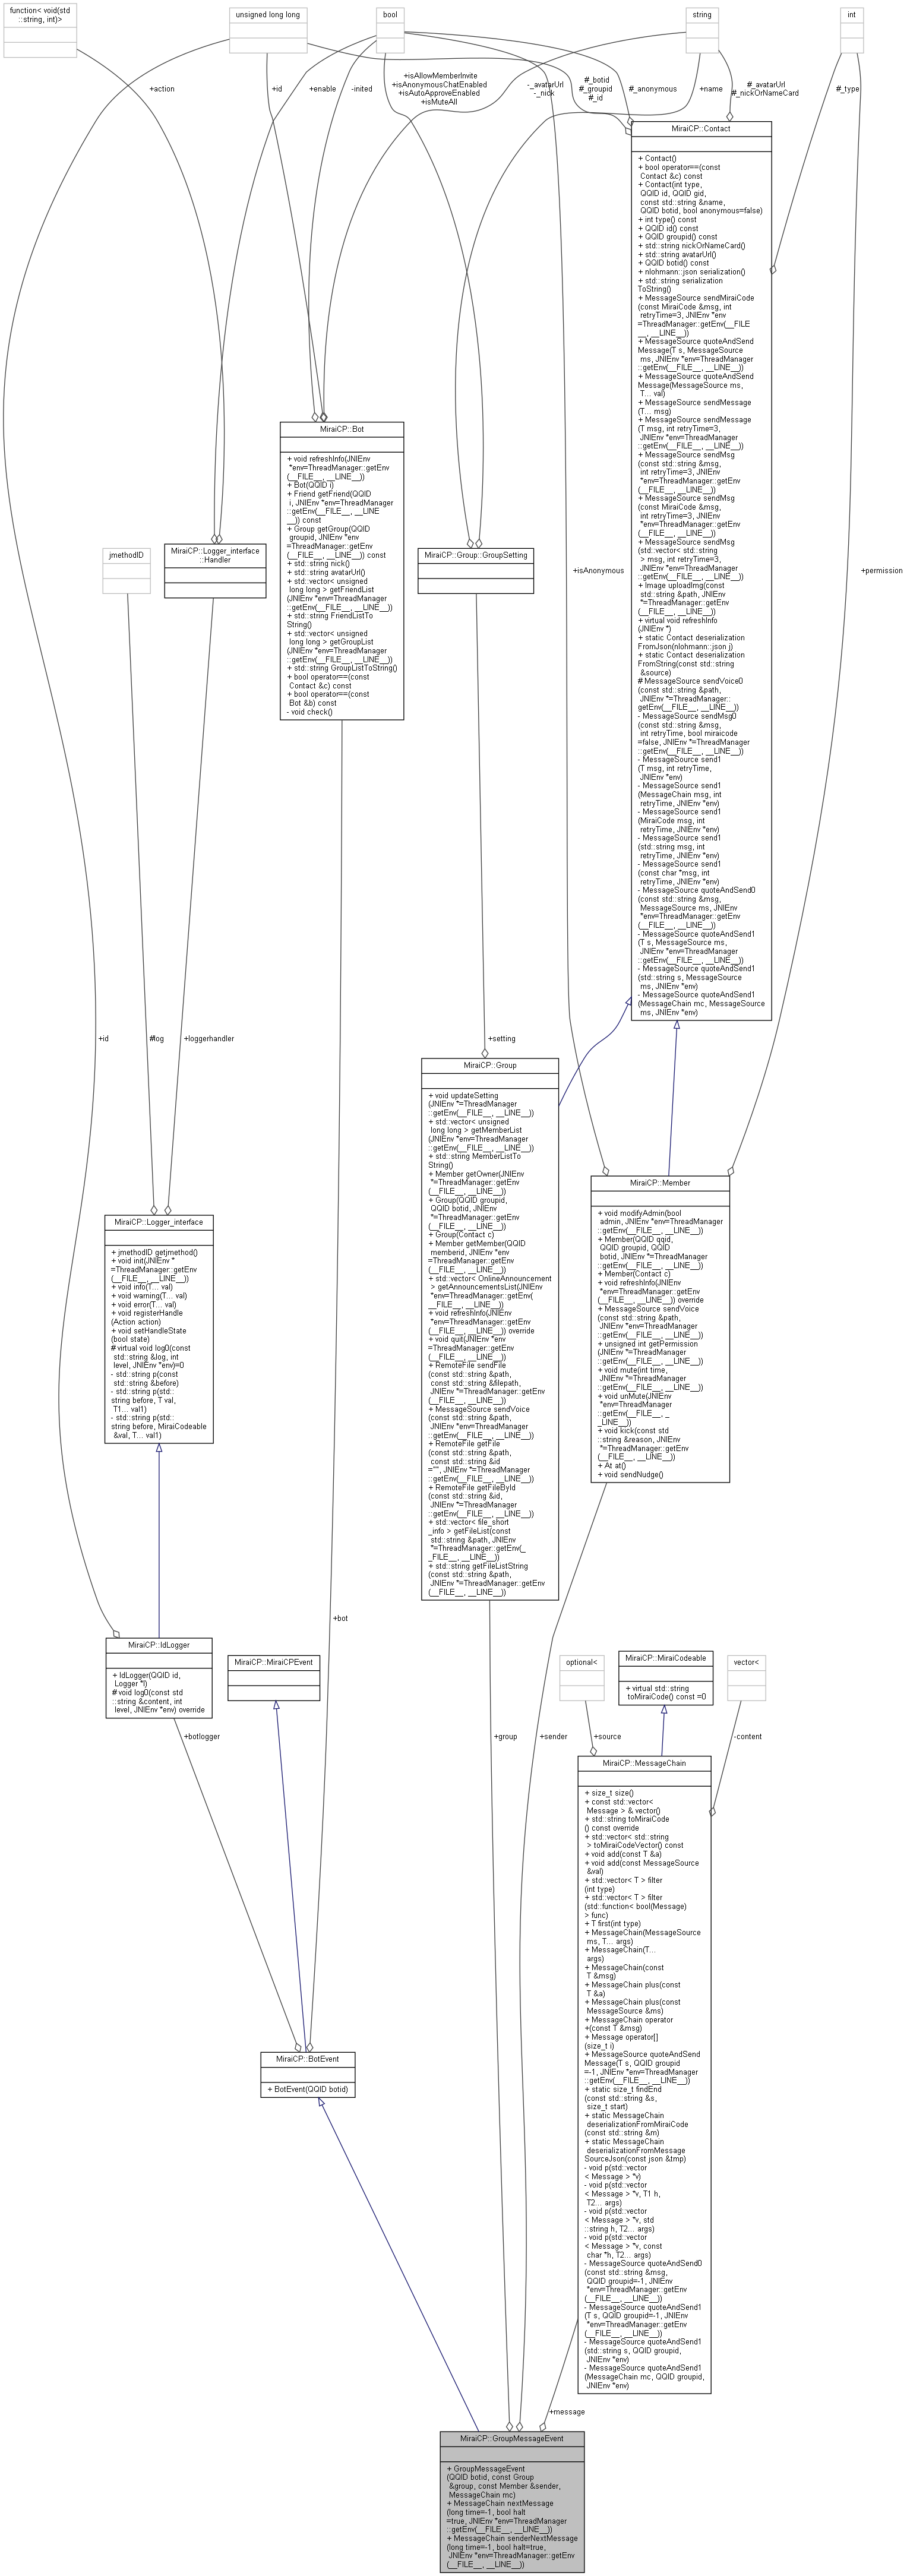 function< void(std
::string, int)>
unsigned long long
bool
string
int
+action
+id
+enable
-inited
+isAllowMemberInvite
+isAnonymousChatEnabled
+isAutoApproveEnabled
+isMuteAll
-_avatarUrl
-_nick
#_botid
#_groupid
#_id
#_anonymous
+name
#_avatarUrl
#_nickOrNameCard
#_type
MiraiCP::Contact
+ Contact()
+ bool operator==(const
Contact &c) const
+ Contact(int type,
QQID id, QQID gid,
const std::string &name,
QQID botid, bool anonymous=false)
+ int type() const
+ QQID id() const
+ QQID groupid() const
+ std::string nickOrNameCard()
+ std::string avatarUrl()
+ QQID botid() const
+ nlohmann::json serialization()
+ std::string serialization
ToString()
+ MessageSource sendMiraiCode
(const MiraiCode &msg, int
retryTime=3, JNIEnv *env
=ThreadManager::getEnv(__FILE
__, __LINE__))
+ MessageSource quoteAndSend
Message(T s, MessageSource
ms, JNIEnv *env=ThreadManager
::getEnv(__FILE__, __LINE__))
+ MessageSource quoteAndSend
Message(MessageSource ms,
T... val)
+ MessageSource sendMessage
(T... msg)
+ MessageSource sendMessage
(T msg, int retryTime=3,
JNIEnv *env=ThreadManager
::getEnv(__FILE__, __LINE__))
+ MessageSource sendMsg
(const std::string &msg,
int retryTime=3, JNIEnv
*env=ThreadManager::getEnv
(__FILE__, __LINE__))
+ MessageSource sendMsg
(const MiraiCode &msg,
int retryTime=3, JNIEnv
*env=ThreadManager::getEnv
(__FILE__, __LINE__))
+ MessageSource sendMsg
(std::vector< std::string
> msg, int retryTime=3,
JNIEnv *env=ThreadManager
::getEnv(__FILE__, __LINE__))
+ Image uploadImg(const
std::string &path, JNIEnv
*=ThreadManager::getEnv
(__FILE__, __LINE__))
+ virtual void refreshInfo
(JNIEnv *)
+ static Contact deserialization
FromJson(nlohmann::json j)
+ static Contact deserialization
FromString(const std::string
&source)
# MessageSource sendVoice0
(const std::string &path,
JNIEnv *=ThreadManager::
getEnv(__FILE__, __LINE__))
- MessageSource sendMsg0
(const std::string &msg,
int retryTime, bool miraicode
=false, JNIEnv *=ThreadManager
::getEnv(__FILE__, __LINE__))
- MessageSource send1
(T msg, int retryTime,
JNIEnv *env)
- MessageSource send1
(MessageChain msg, int
retryTime, JNIEnv *env)
- MessageSource send1
(MiraiCode msg, int
retryTime, JNIEnv *env)
- MessageSource send1
(std::string msg, int
retryTime, JNIEnv *env)
- MessageSource send1
(const char *msg, int
retryTime, JNIEnv *env)
- MessageSource quoteAndSend0
(const std::string &msg,
MessageSource ms, JNIEnv
*env=ThreadManager::getEnv
(__FILE__, __LINE__))
- MessageSource quoteAndSend1
(T s, MessageSource ms,
JNIEnv *env=ThreadManager
::getEnv(__FILE__, __LINE__))
- MessageSource quoteAndSend1
(std::string s, MessageSource
ms, JNIEnv *env)
- MessageSource quoteAndSend1
(MessageChain mc, MessageSource
ms, JNIEnv *env)
MiraiCP::Bot
+ void refreshInfo(JNIEnv
*env=ThreadManager::getEnv
(__FILE__, __LINE__))
+ Bot(QQID i)
+ Friend getFriend(QQID
i, JNIEnv *env=ThreadManager
::getEnv(__FILE__, __LINE
__)) const
+ Group getGroup(QQID
groupid, JNIEnv *env
=ThreadManager::getEnv
(__FILE__, __LINE__)) const
+ std::string nick()
+ std::string avatarUrl()
+ std::vector< unsigned
long long > getFriendList
(JNIEnv *env=ThreadManager
::getEnv(__FILE__, __LINE__))
+ std::string FriendListTo
String()
+ std::vector< unsigned
long long > getGroupList
(JNIEnv *env=ThreadManager
::getEnv(__FILE__, __LINE__))
+ std::string GroupListToString()
+ bool operator==(const
Contact &c) const
+ bool operator==(const
Bot &b) const
- void check()
jmethodID
MiraiCP::Logger_interface
::Handler
MiraiCP::Group::GroupSetting
+isAnonymous
+permission
+id
#log
+loggerhandler
+setting
MiraiCP::Group
+ void updateSetting
(JNIEnv *=ThreadManager
::getEnv(__FILE__, __LINE__))
+ std::vector< unsigned
long long > getMemberList
(JNIEnv *env=ThreadManager
::getEnv(__FILE__, __LINE__))
+ std::string MemberListTo
String()
+ Member getOwner(JNIEnv
*=ThreadManager::getEnv
(__FILE__, __LINE__))
+ Group(QQID groupid,
QQID botid, JNIEnv
*=ThreadManager::getEnv
(__FILE__, __LINE__))
+ Group(Contact c)
+ Member getMember(QQID
memberid, JNIEnv *env
=ThreadManager::getEnv
(__FILE__, __LINE__))
+ std::vector< OnlineAnnouncement
> getAnnouncementsList(JNIEnv
*env=ThreadManager::getEnv(
__FILE__, __LINE__))
+ void refreshInfo(JNIEnv
*env=ThreadManager::getEnv
(__FILE__, __LINE__)) override
+ void quit(JNIEnv *env
=ThreadManager::getEnv
(__FILE__, __LINE__))
+ RemoteFile sendFile
(const std::string &path,
const std::string &filepath,
JNIEnv *=ThreadManager::getEnv
(__FILE__, __LINE__))
+ MessageSource sendVoice
(const std::string &path,
JNIEnv *=ThreadManager
::getEnv(__FILE__, __LINE__))
+ RemoteFile getFile
(const std::string &path,
const std::string &id
="", JNIEnv *=ThreadManager
::getEnv(__FILE__, __LINE__))
+ RemoteFile getFileById
(const std::string &id,
JNIEnv *=ThreadManager
::getEnv(__FILE__, __LINE__))
+ std::vector< file_short
_info > getFileList(const
std::string &path, JNIEnv
*=ThreadManager::getEnv(_
_FILE__, __LINE__))
+ std::string getFileListString
(const std::string &path,
JNIEnv *=ThreadManager::getEnv
(__FILE__, __LINE__))
MiraiCP::Member
+ void modifyAdmin(bool
admin, JNIEnv *env=ThreadManager
::getEnv(__FILE__, __LINE__))
+ Member(QQID qqid,
QQID groupid, QQID
botid, JNIEnv *=ThreadManager
::getEnv(__FILE__, __LINE__))
+ Member(Contact c)
+ void refreshInfo(JNIEnv
*env=ThreadManager::getEnv
(__FILE__, __LINE__)) override
+ MessageSource sendVoice
(const std::string &path,
JNIEnv *=ThreadManager
::getEnv(__FILE__, __LINE__))
+ unsigned int getPermission
(JNIEnv *=ThreadManager
::getEnv(__FILE__, __LINE__))
+ void mute(int time,
JNIEnv *=ThreadManager
::getEnv(__FILE__, __LINE__))
+ void unMute(JNIEnv
*env=ThreadManager
::getEnv(__FILE__, _
_LINE__))
+ void kick(const std
::string &reason, JNIEnv
*=ThreadManager::getEnv
(__FILE__, __LINE__))
+ At at()
+ void sendNudge()
MiraiCP::Logger_interface
+ jmethodID getjmethod()
+ void init(JNIEnv *
=ThreadManager::getEnv
(__FILE__, __LINE__))
+ void info(T... val)
+ void warning(T... val)
+ void error(T... val)
+ void registerHandle
(Action action)
+ void setHandleState
(bool state)
# virtual void log0(const
std::string &log, int
level, JNIEnv *env)=0
- std::string p(const
std::string &before)
- std::string p(std::
string before, T val,
T1... val1)
- std::string p(std::
string before, MiraiCodeable
&val, T... val1)
+bot
MiraiCP::IdLogger
+ IdLogger(QQID id,
Logger *l)
# void log0(const std
::string &content, int
level, JNIEnv *env) override
MiraiCP::MiraiCPEvent
optional<
MiraiCP::MiraiCodeable
+ virtual std::string
toMiraiCode() const =0
vector<
+botlogger
+group
+sender
+source
-content
MiraiCP::MessageChain
+ size_t size()
+ const std::vector<
Message > & vector()
+ std::string toMiraiCode
() const override
+ std::vector< std::string
> toMiraiCodeVector() const
+ void add(const T &a)
+ void add(const MessageSource
&val)
+ std::vector< T > filter
(int type)
+ std::vector< T > filter
(std::function< bool(Message)
> func)
+ T first(int type)
+ MessageChain(MessageSource
ms, T... args)
+ MessageChain(T...
args)
+ MessageChain(const
T &msg)
+ MessageChain plus(const
T &a)
+ MessageChain plus(const
MessageSource &ms)
+ MessageChain operator
+(const T &msg)
+ Message operator[]
(size_t i)
+ MessageSource quoteAndSend
Message(T s, QQID groupid
=-1, JNIEnv *env=ThreadManager
::getEnv(__FILE__, __LINE__))
+ static size_t findEnd
(const std::string &s,
size_t start)
+ static MessageChain
deserializationFromMiraiCode
(const std::string &m)
+ static MessageChain
deserializationFromMessage
SourceJson(const json &tmp)
- void p(std::vector
< Message > *v)
- void p(std::vector
< Message > *v, T1 h,
T2... args)
- void p(std::vector
< Message > *v, std
::string h, T2... args)
- void p(std::vector
< Message > *v, const
char *h, T2... args)
- MessageSource quoteAndSend0
(const std::string &msg,
QQID groupid=-1, JNIEnv
*env=ThreadManager::getEnv
(__FILE__, __LINE__))
- MessageSource quoteAndSend1
(T s, QQID groupid=-1, JNIEnv
*env=ThreadManager::getEnv
(__FILE__, __LINE__))
- MessageSource quoteAndSend1
(std::string s, QQID groupid,
JNIEnv *env)
- MessageSource quoteAndSend1
(MessageChain mc, QQID groupid,
JNIEnv *env)
MiraiCP::BotEvent
+ BotEvent(QQID botid)
+message
MiraiCP::GroupMessageEvent
+ GroupMessageEvent
(QQID botid, const Group
&group, const Member &sender,
MessageChain mc)
+ MessageChain nextMessage
(long time=-1, bool halt
=true, JNIEnv *env=ThreadManager
::getEnv(__FILE__, __LINE__))
+ MessageChain senderNextMessage
(long time=-1, bool halt=true,
JNIEnv *env=ThreadManager::getEnv
(__FILE__, __LINE__))